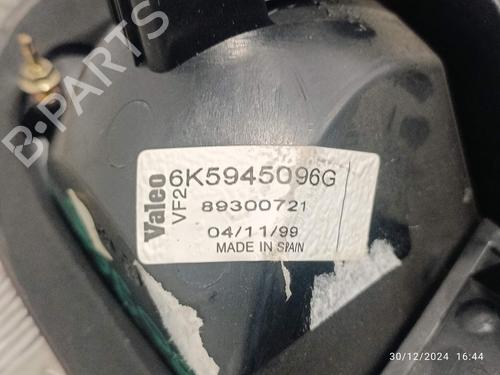 B-PARTS
Valeo
VF2
6K5945096G
89300721
04/11/99
MADE IN SPAIN
30/12/2024 16:44